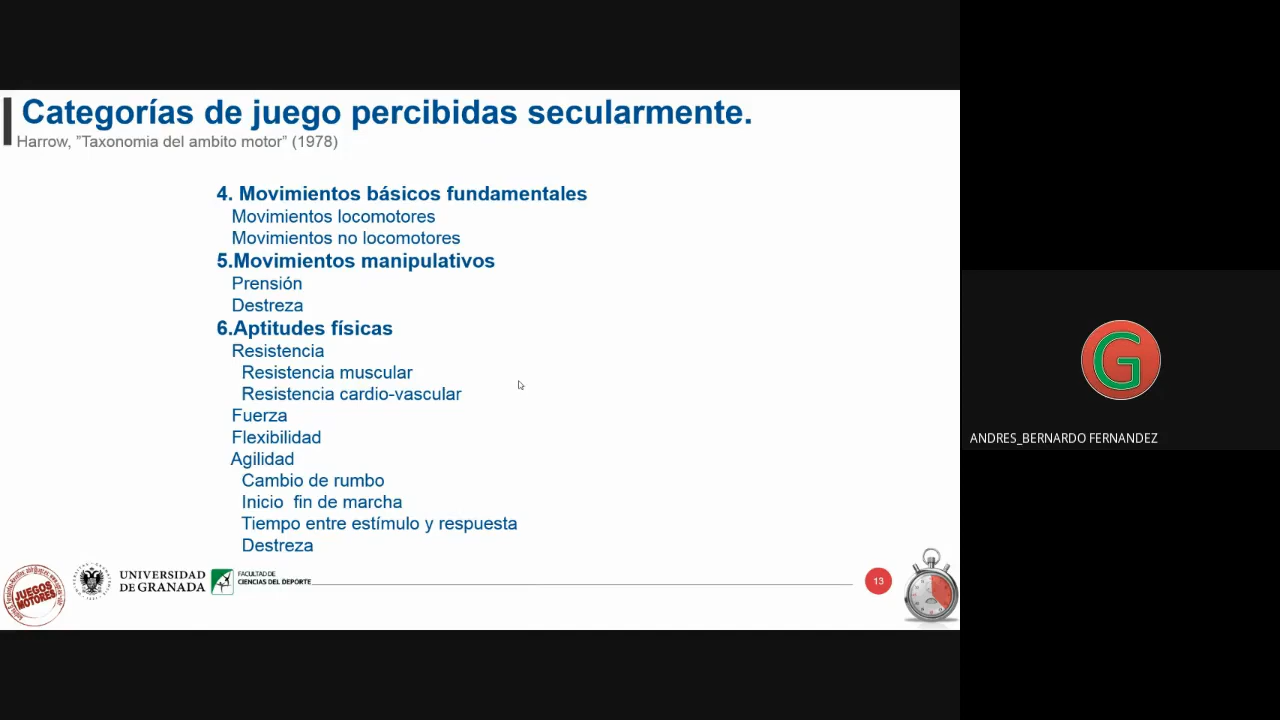 Categorías de juego percibidas secularmente.
Harrow, ”Taxonomia del ambito motor” (1978)
4. Movimientos básicos fundamentales
Movimientos locomotores
Movimientos no locomotores
5.Movimientos manipulativos
Prensión
Destreza
6.Aptitudes físicas
Resistencia
Resistencia muscular
Resistencia cardio-vascular
Fuerza
Flexibilidad
Agilidad
Cambio de rumbo
Inicio  fin de marcha
Tiempo entre estímulo y respuesta
Destreza
JUEGOS
MOTORES
UNIVERSIDAD
DE GRANADA
FACULTAD DE
CIENCIAS DEL DEPORTE
13
G
ANDRES_BERNARDO FERNANDEZ